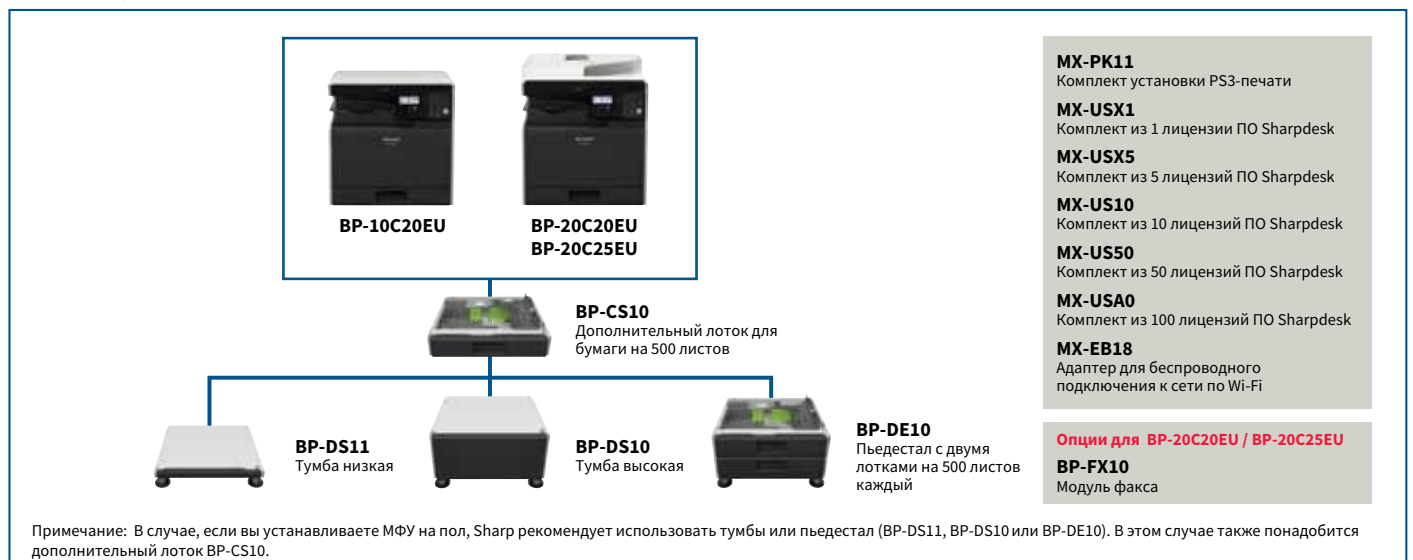 BP-10C20EU
BP-20C20EU
BP-20C25EU
BP-CS10
Дополнительный лоток для
бумаги на 500 листов
BP-DS11
Тумба низкая
BP-DS10
Тумба высокая
BP-DE10
Пьедестал с двумя
лотками на 500 листов
каждый
MX-PK11
Комплект установки PS3-печати
MX-USX1
Комплект из 1 лицензии ПО Sharpdesk
MX-USX5
Комплект из 5 лицензий ПО Sharpdesk
MX-US10
Комплект из 10 лицензий ПО Sharpdesk
MX-US50
Комплект из 50 лицензий ПО Sharpdesk
MX-USA0
Комплект из 100 лицензий ПО Sharpdesk
MX-EB18
Адаптер для беспроводного
подключения к сети по Wi-Fi
Опции для BP-20C20EU / BP-20C25EU
BP-FX10
Модуль факса
Примечание: В случае, если вы устанавливаете МФУ на пол, Sharp рекомендует использовать тумбы или пьедестал (BP-DS11, BP-DS10 или BP-DE10). В этом случае также понадобится
дополнительный лоток BP-CS10.